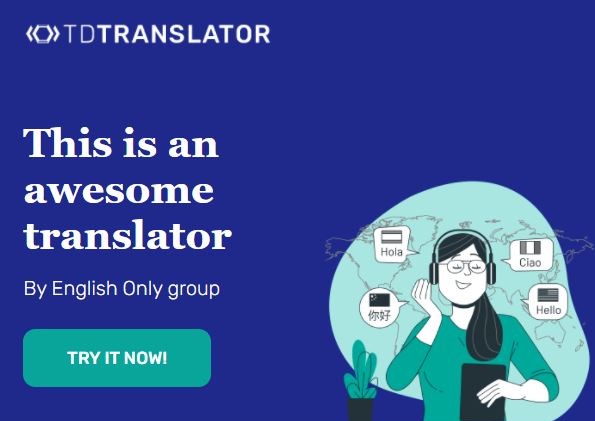 TDTRANSLATOR
This is an
awesome
translator
By English Only group
TRY IT NOW!
Hola
Ciao
你好
Hello